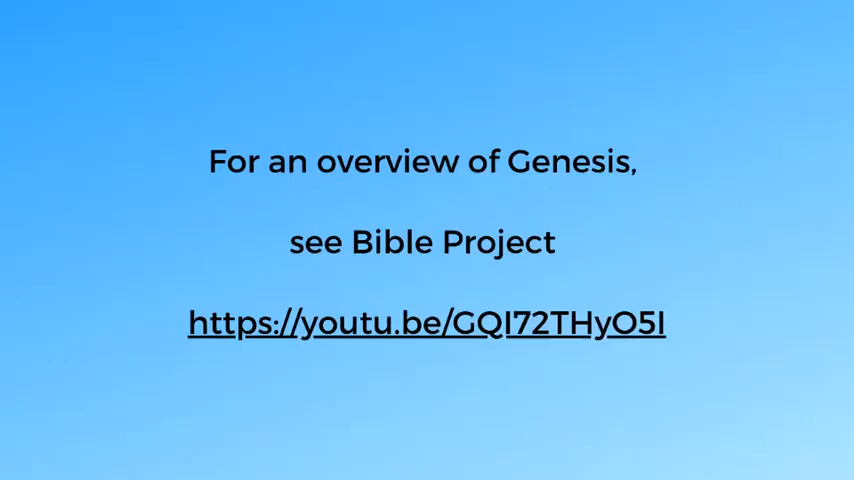 For an overview of Genesis,
see Bible Project
https://youtu.be/GQI72THyO5I